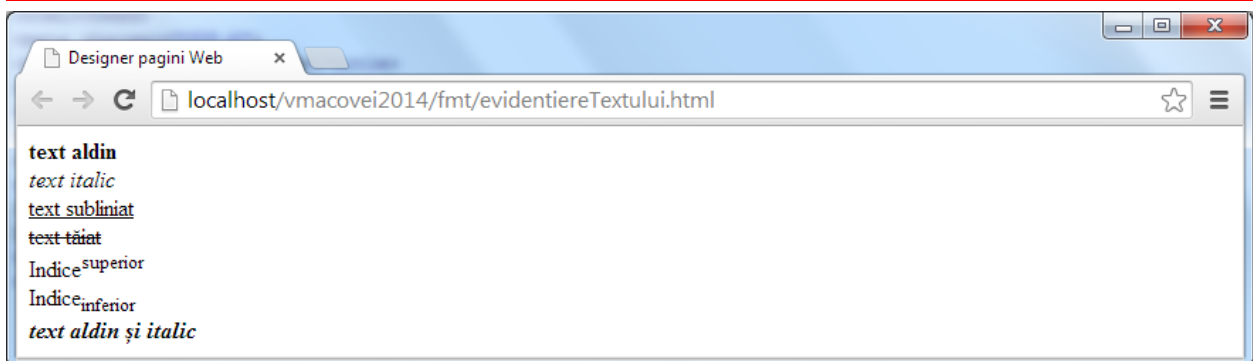 Designer pagini Web
localhost/vmacovei2014/fmt/evidentiereTextului.html
text aldin
text italic
text subliniat
text tăiat
Indicesuperior
Indiceinferior
text aldin și italic